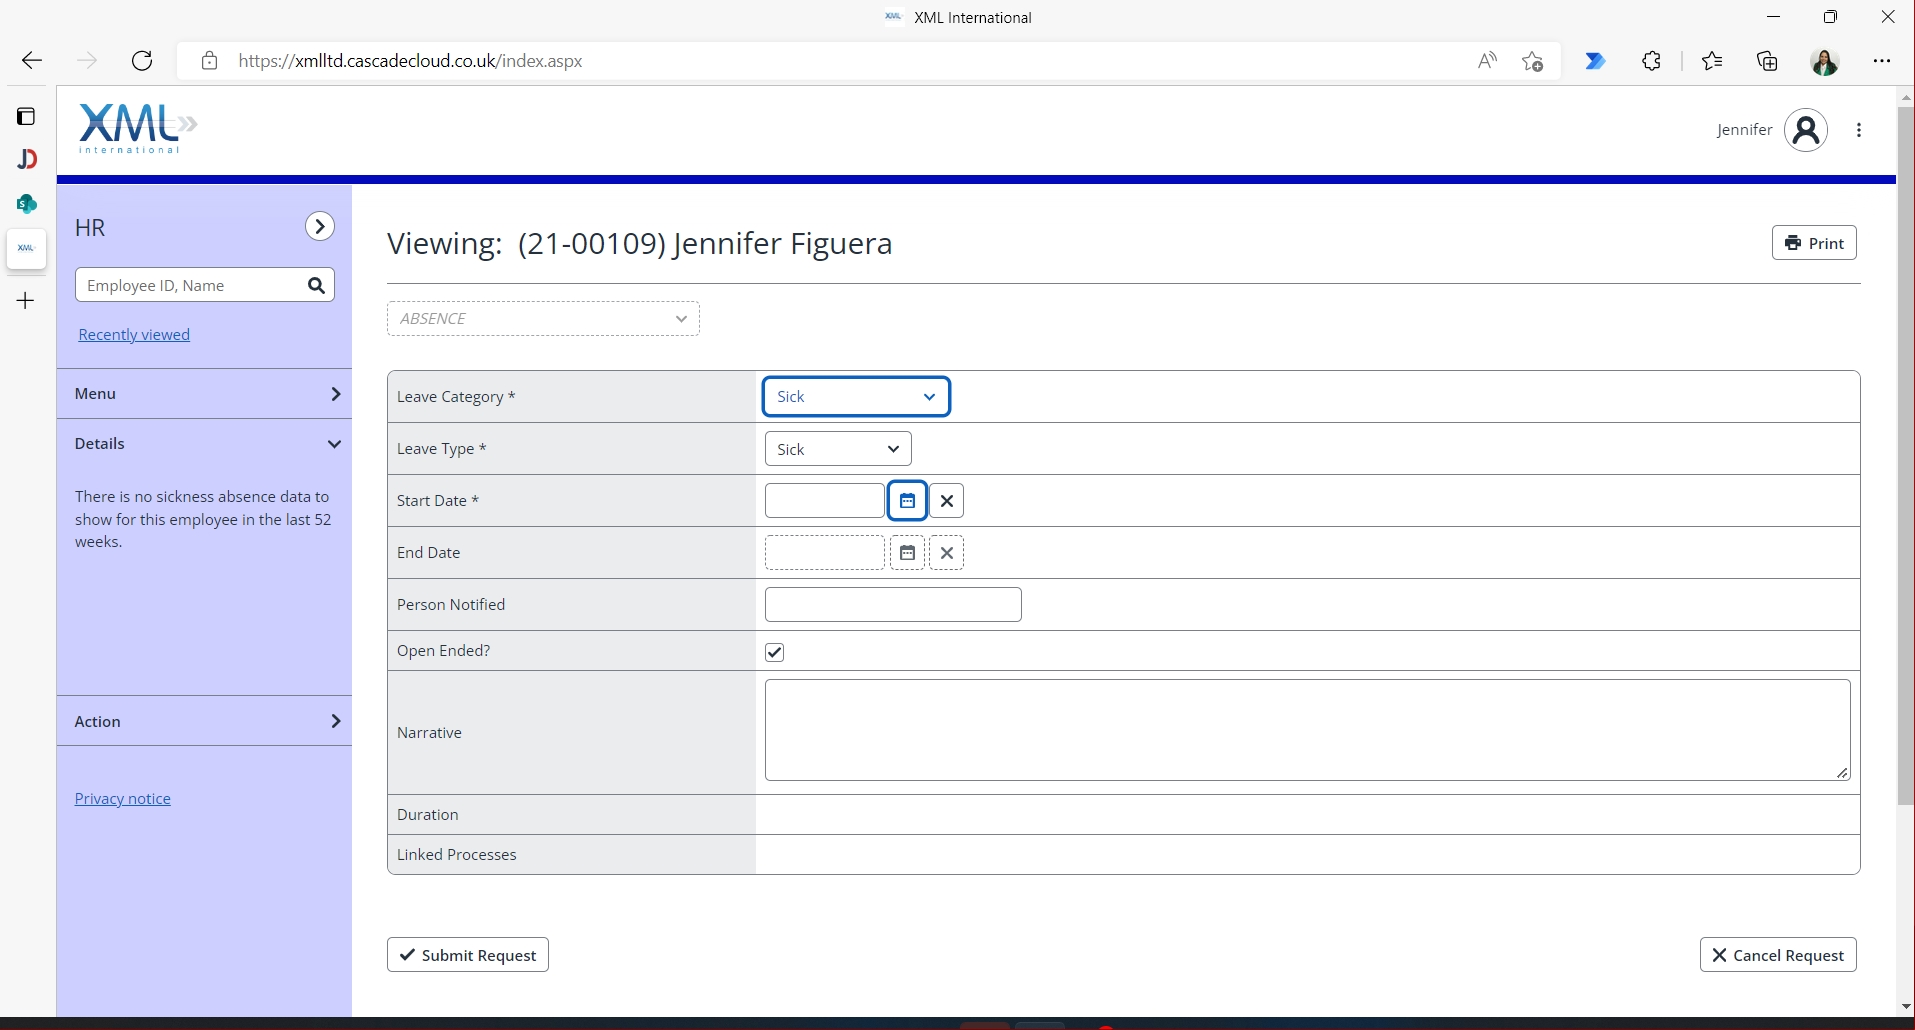 XML XML International
https://xmlltd.cascadecloud.co.uk/index.aspx
XML
international
Jennifer
HR
Employee ID, Name
Recently viewed
Menu
Details
There is no sickness absence data to
show for this employee in the last 52
weeks.
Action
Privacy notice
Viewing: (21-00109) Jennifer Figuera
Print
ABSENCE
Leave Category * Sick
Leave Type * Sick
Start Date *
End Date
Person Notified
Open Ended?
Narrative
Duration
Linked Processes
Submit Request
Cancel Request
JD
S
XML